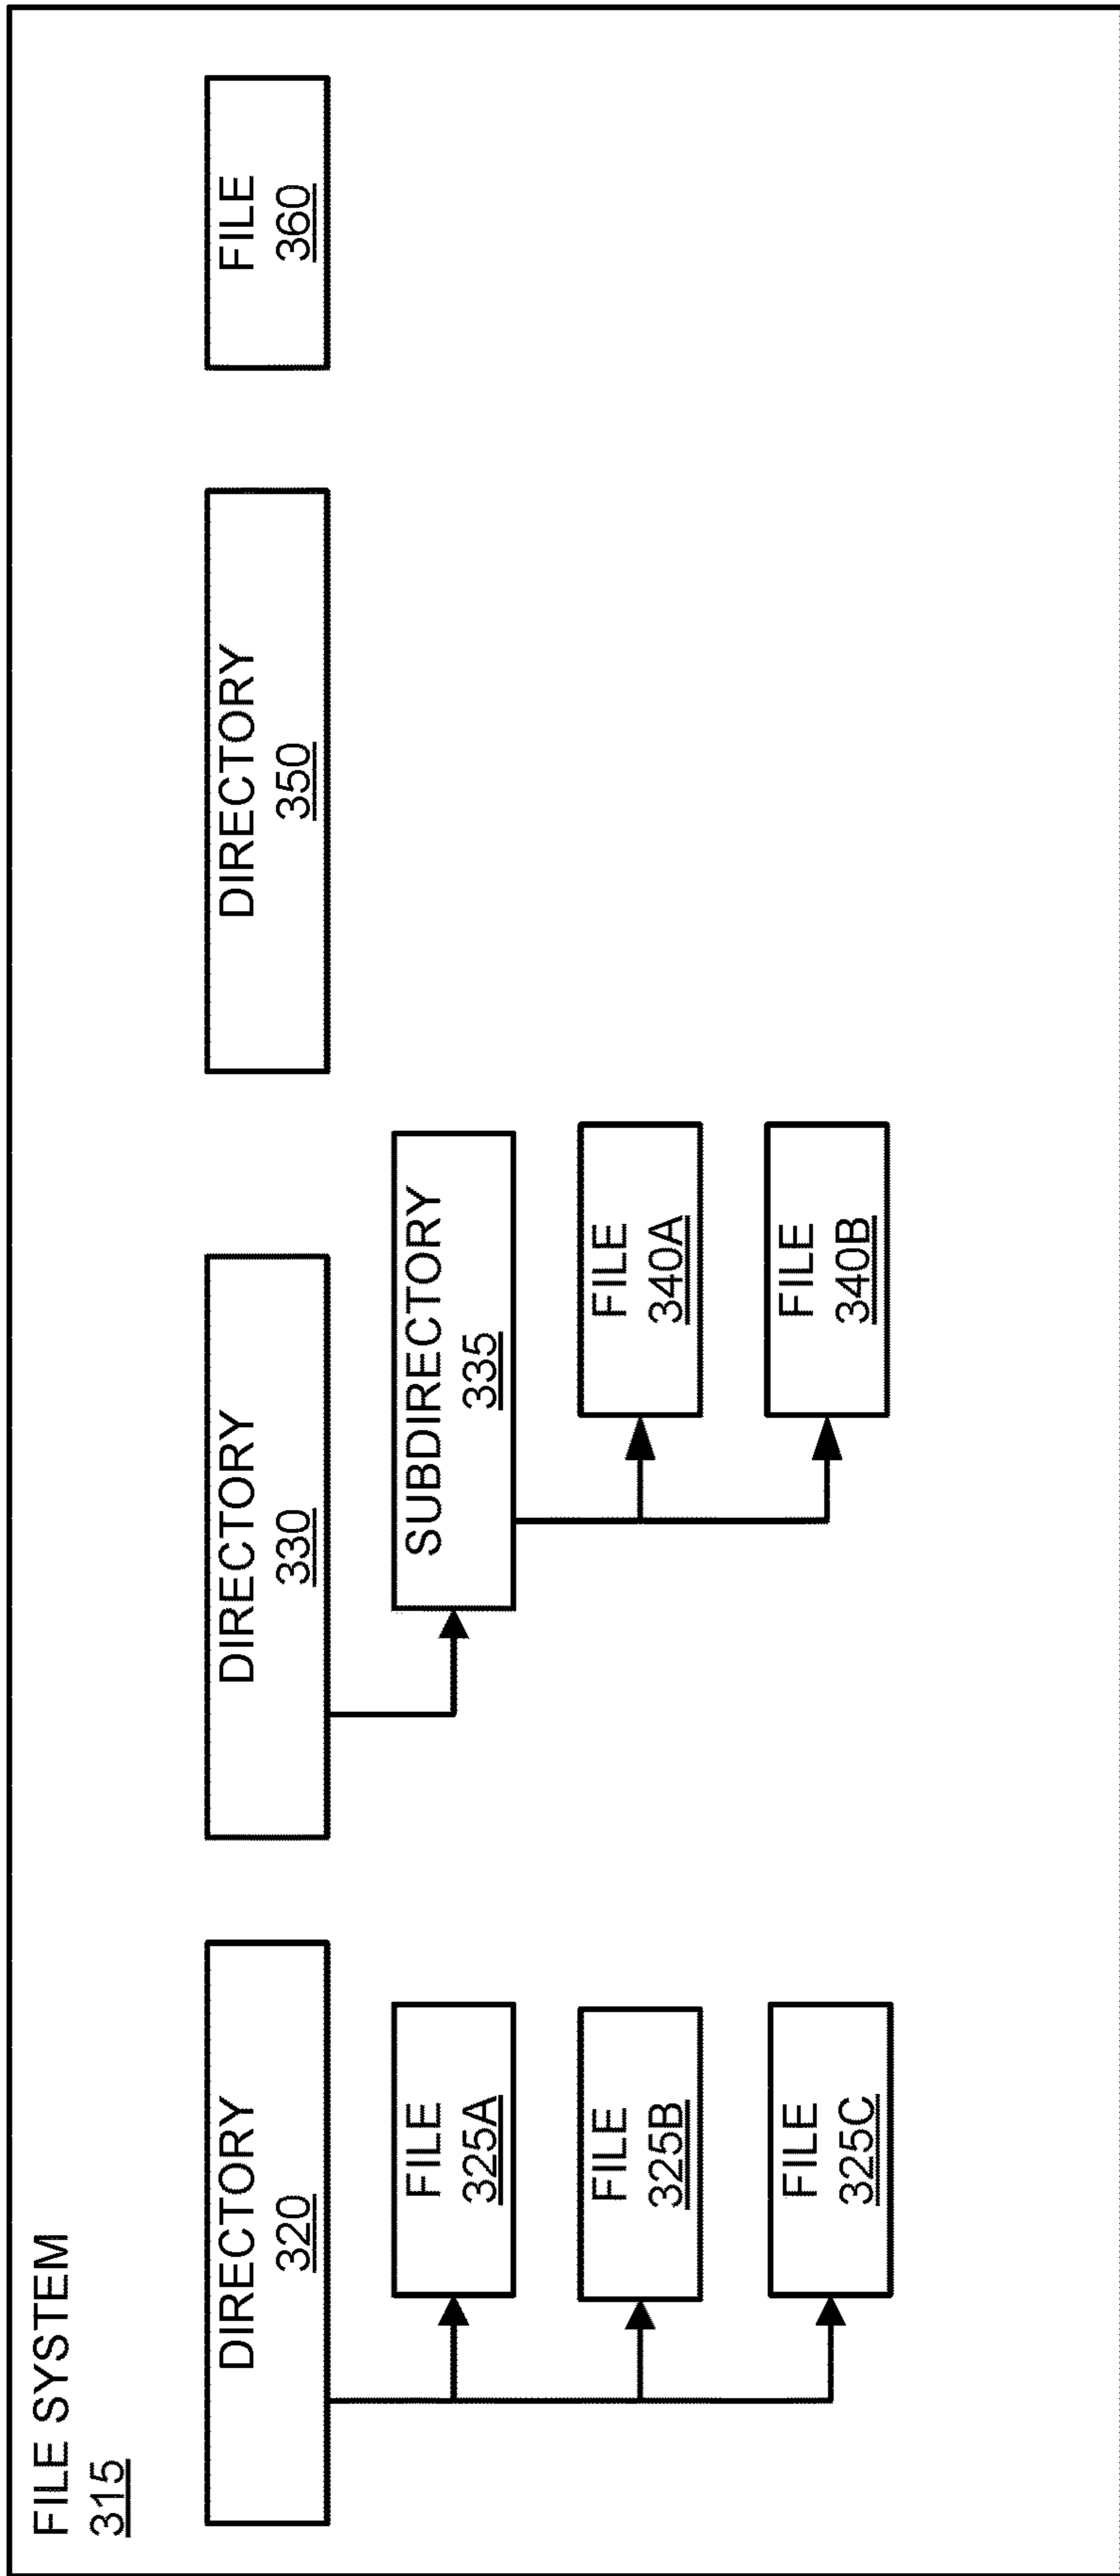 FILE SYSTEM
315
DIRECTORY
320
FILE
325A
FILE
325B
FILE
325C
DIRECTORY
330
SUBDIRECTORY
335
FILE
340A
FILE
340B
DIRECTORY
350
FILE
360